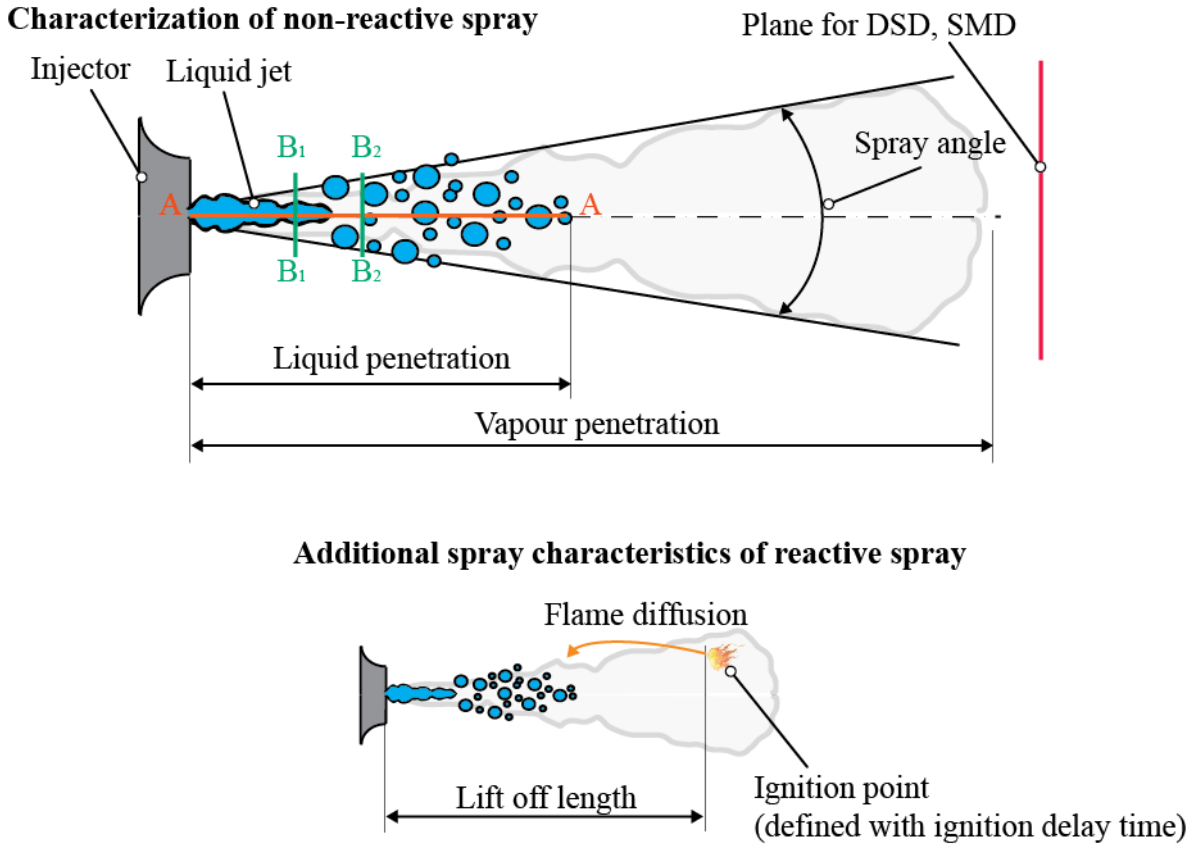 Characterization of non-reactive spray
Plane for DSD, SMD
Injector
Liquid jet
B1
B2
Spray angle
A
A
B1
B2
Liquid penetration
Vapour penetration
Additional spray characteristics of reactive spray
Flame diffusion
Lift off length
Ignition point
(defined with ignition delay time)